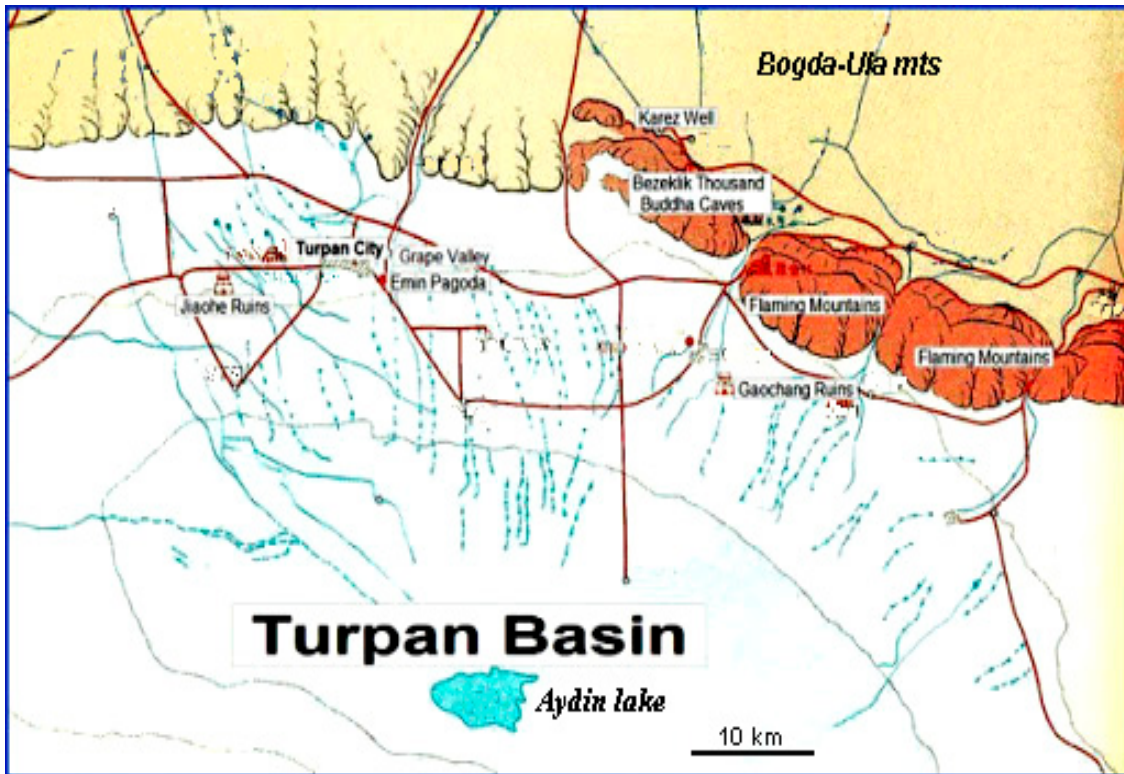 Bogda-Ula mts
Karez Well
Bezeklik Thousand
Buddha Caves
Turpan City
Grape Valley
Emin Pagoda
Jiaohe Ruins
Flaming Mountains
Flaming Mountains
Gaochang Ruins
Turpan Basin
Aydin lake
10 km